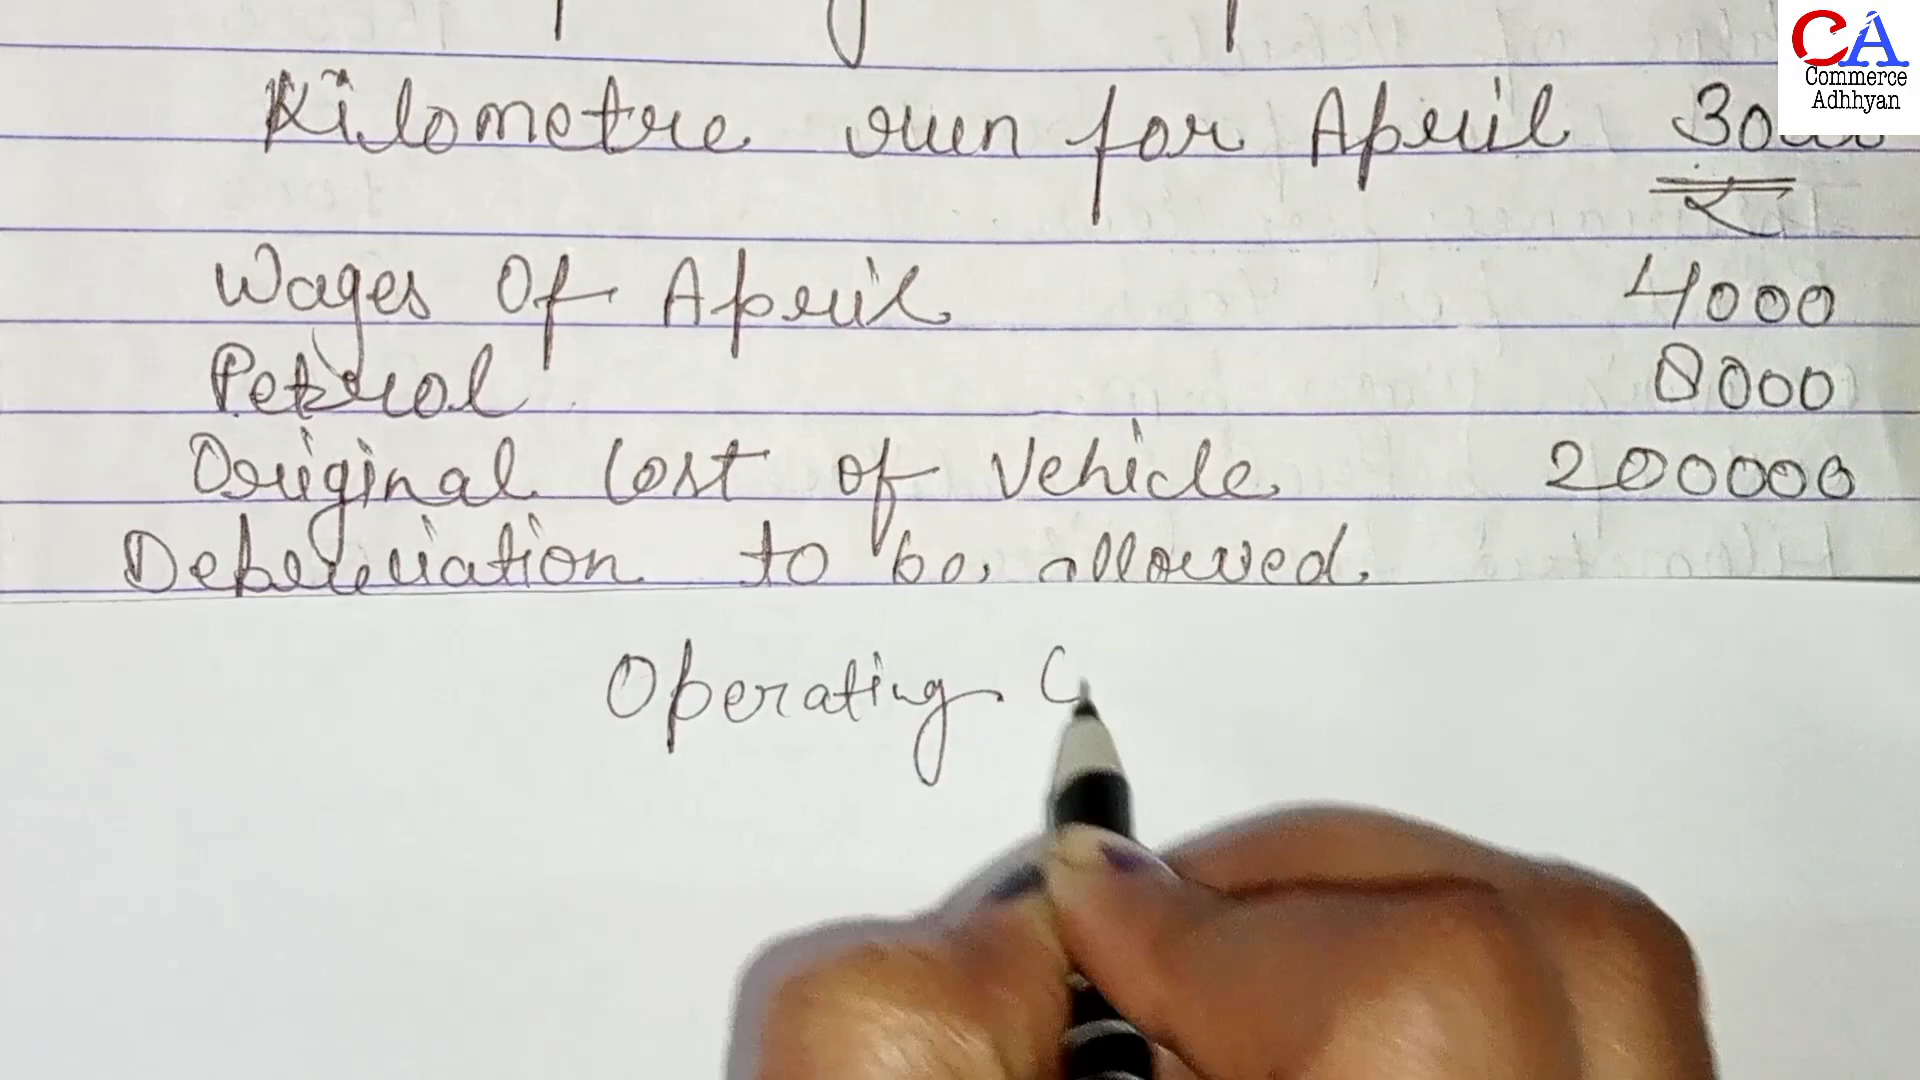 CA
Commerce
Adhhyan
Kilometre run for April 3000
₹
Wages Of April 4000
Petrol 8000
Original Cost of Vehicle 200000
Depreciation to be allowed.
Operating C